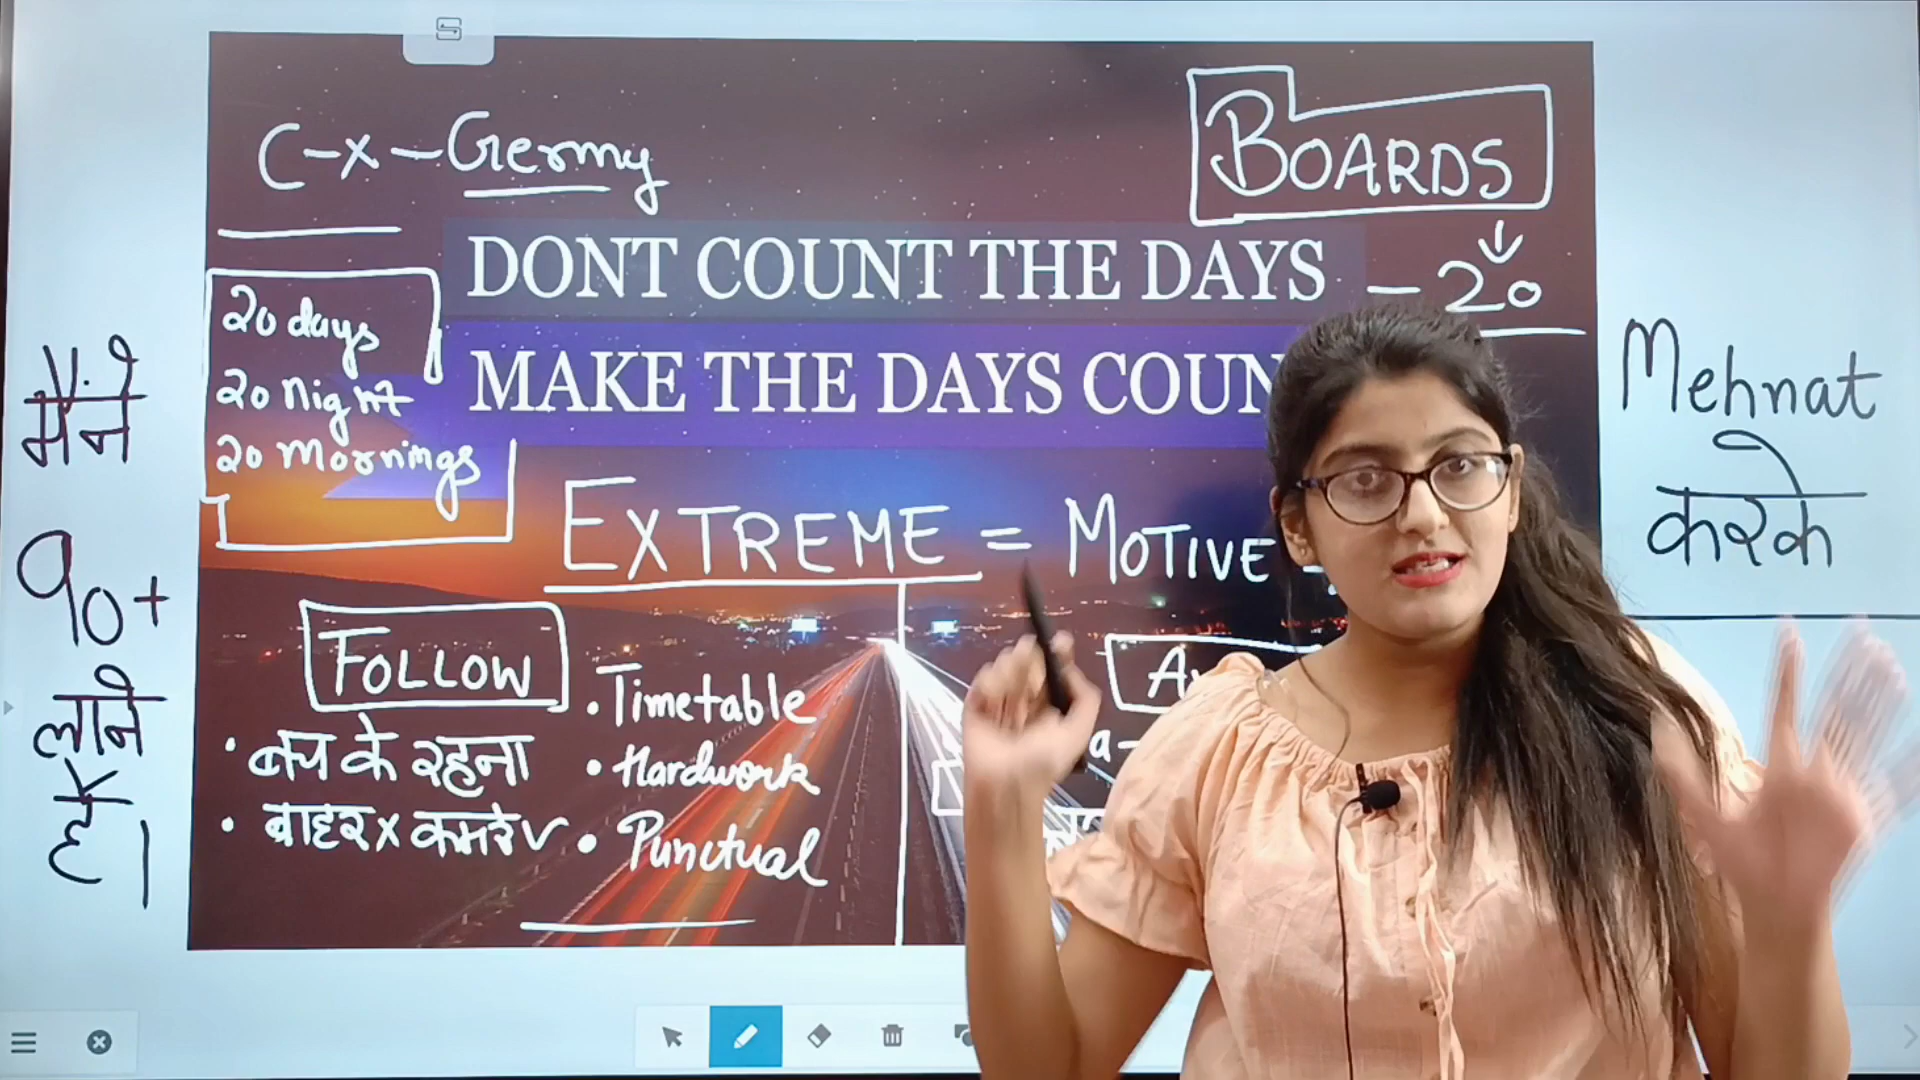 C-x-Germy
BOARDS
DONT COUNT THE DAYS
- 20
MAKE THE DAYS COUN
20 days
20 night
20 mornings
EXTREME = MOTIVE -
FOLLOW
• Timetable
• बच के रहना
• Hardwork
• बाहर x कमरे ✓
• Punctual
A
a-
Mehnat
करके
मैंने
90+
लाने
है